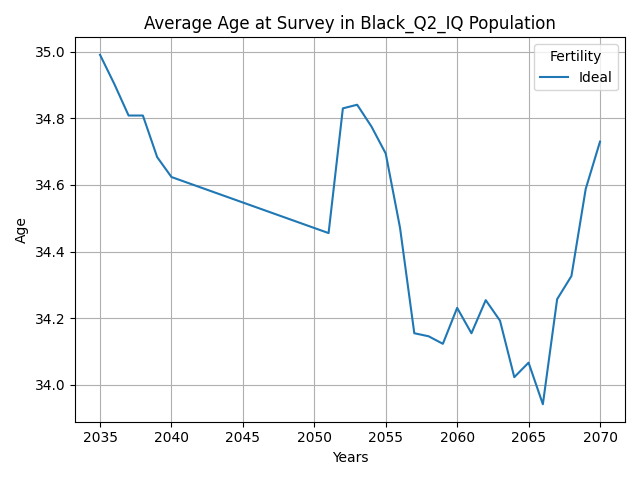 Average Age at Survey in Black_Q2_IQ Population
Fertility
Ideal
35.0
34.8
34.6
34.4
34.2
34.0
Age
2035 2040 2045 2050 2055 2060 2065 2070
Years